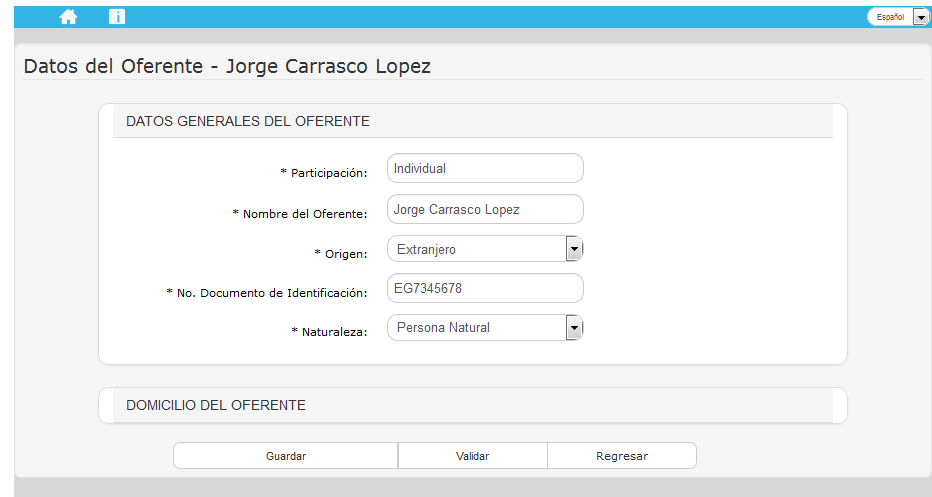 Español
Datos del Oferente - Jorge Carrasco Lopez
DATOS GENERALES DEL OFERENTE
* Participación: Individual
* Nombre del Oferente: Jorge Carrasco Lopez
* Origen: Extranjero
* No. Documento de Identificación: EG7345678
* Naturaleza: Persona Natural
DOMICILIO DEL OFERENTE
Guardar Validar Regresar